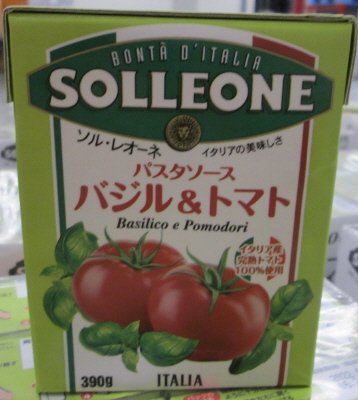 BONTÀ D'ITALIA
SOLLEONE
ソル・レオーネ
イタリアの美味しさ
パスタソース
バジル&トマト
Basilico e Pomodori
イタリア産
完熟トマト
100%使用
390g
ITALIA